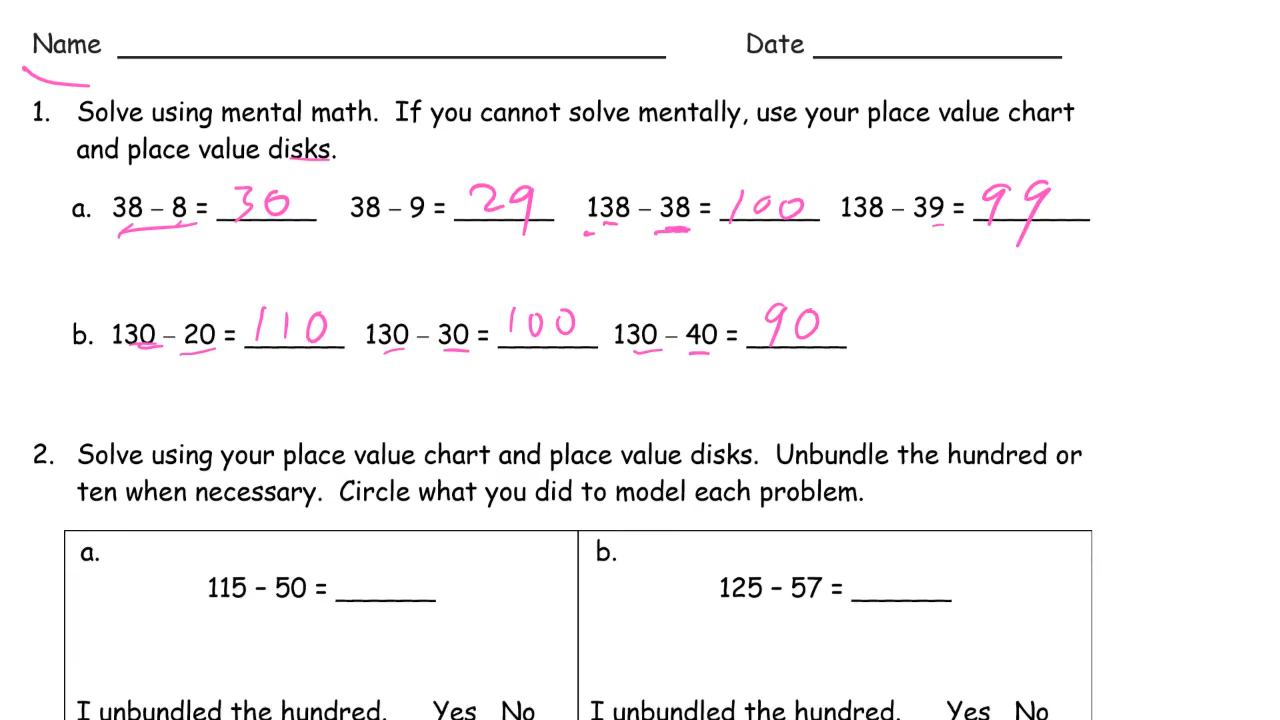 Name ____________ Date ____________
1. Solve using mental math. If you cannot solve mentally, use your place value chart
and place value disks.
a. 38 – 8 = 30 38 – 9 = 29 138 – 38 = 100 138 – 39 = 99
b. 130 – 20 = 110 130 – 30 = 100 130 – 40 = 90
2. Solve using your place value chart and place value disks. Unbundle the hundred or
ten when necessary. Circle what you did to model each problem.
a.
115 – 50 = _______
I unbundled the hundred. Yes No
b.
125 – 57 = _______
I unbundled the hundred. Yes No